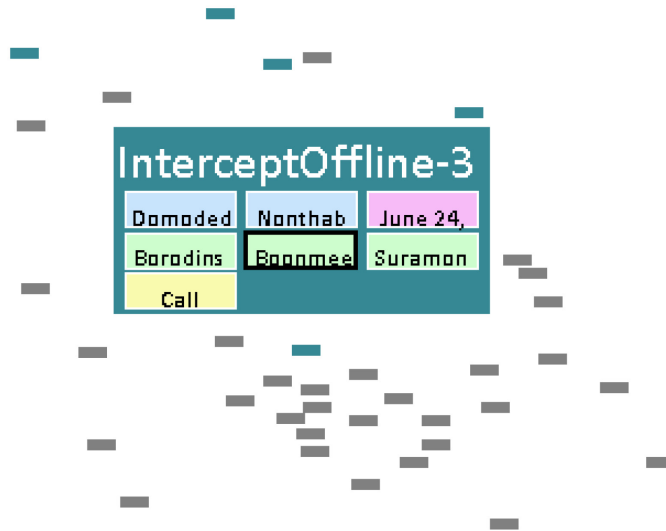 InterceptOffline-3
Domoded Nonthab June 24,
Borodins Boonmee Suramon
Call